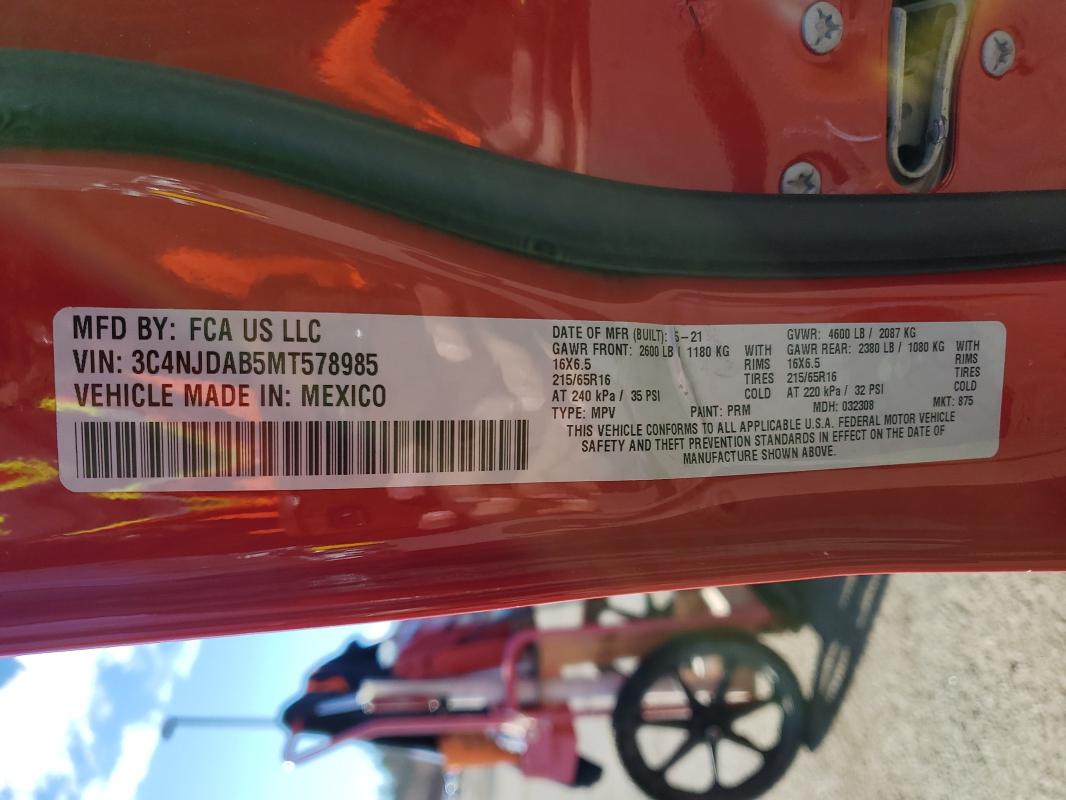 MFD BY: FCA US LLC
VIN: 3C4NJDAB5MT578985
VEHICLE MADE IN: MEXICO
DATE OF MFR (BUILT): 5-21 GVWR: 4600 LB / 2087 KG
GAWR FRONT: 2600 LB / 1180 KG WITH GAWR REAR: 2380 LB / 1080 KG WITH
16X6.5 RIMS 16X6.5 RIMS
215/65R16 TIRES 215/65R16 TIRES
AT 240 kPa / 35 PSI COLD AT 220 kPa / 32 PSI COLD
TYPE: MPV PAINT: PRM MDH: 032308 MKT: 875
THIS VEHICLE CONFORMS TO ALL APPLICABLE U.S.A. FEDERAL MOTOR VEHICLE
SAFETY AND THEFT PREVENTION STANDARDS IN EFFECT ON THE DATE OF
MANUFACTURE SHOWN ABOVE.